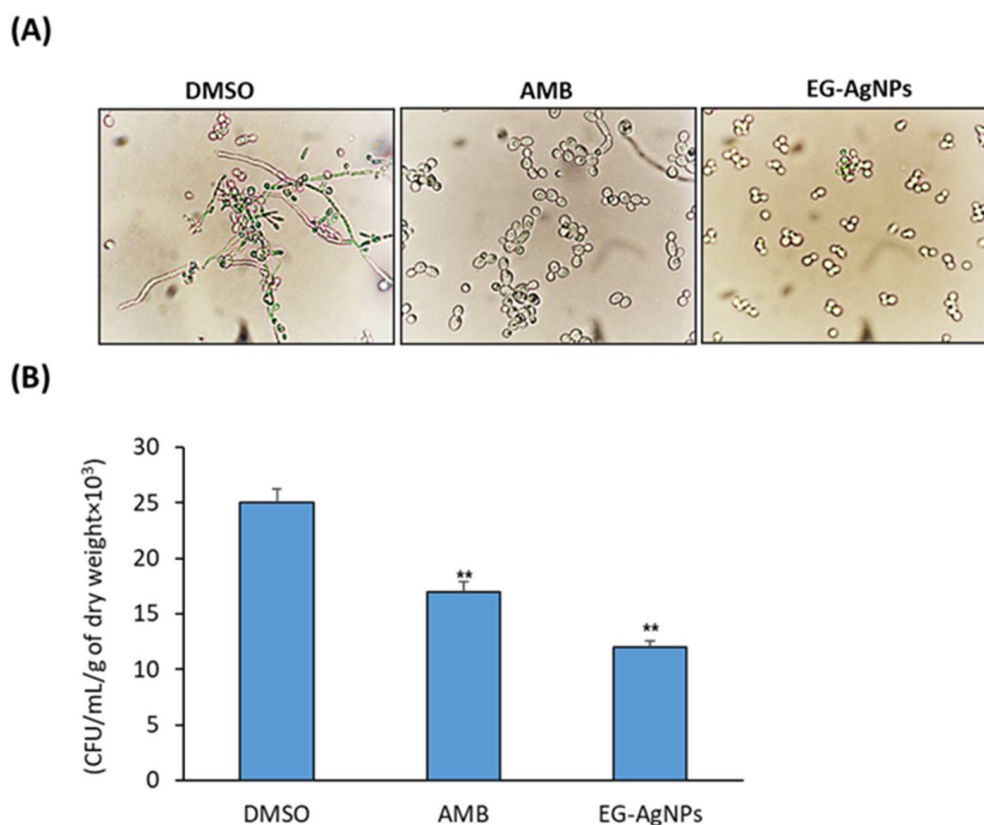 (A)
DMSO AMB EG-AgNPs
(B)
(CFU/mL/g of dry weight×10³)
30
25
20
15
10
5
0
**
**
DMSO AMB EG-AgNPs